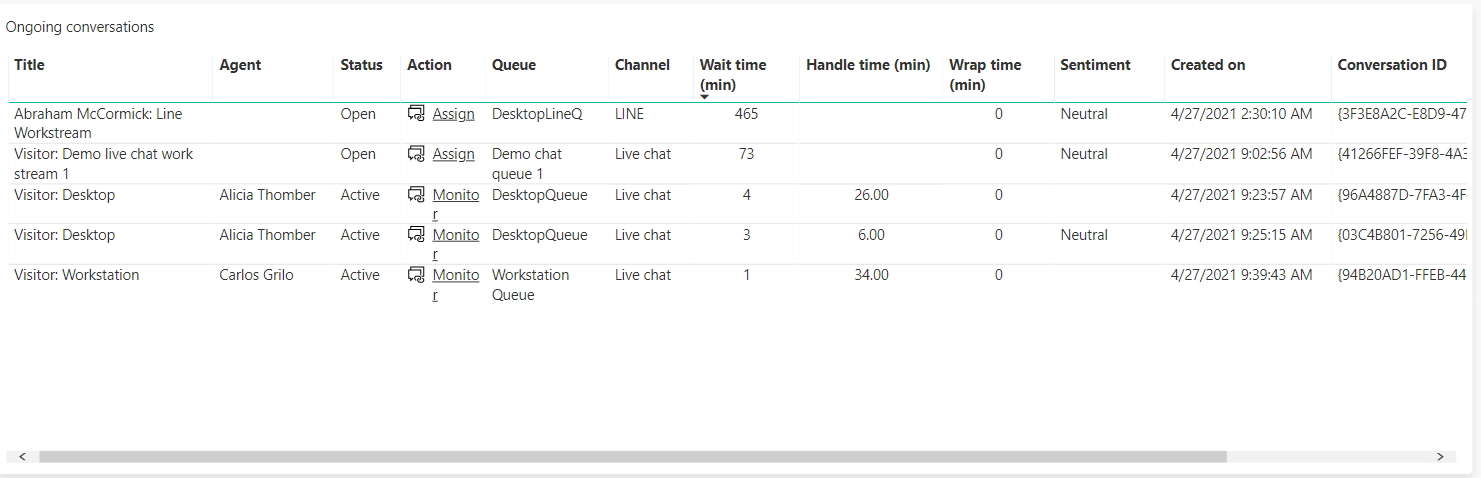 Ongoing conversations
Title Agent Status Action Queue Channel Wait time (min) Handle time (min) Wrap time (min) Sentiment Created on Conversation ID
Abraham McCormick: Line Workstream Open Assign DesktopLineQ LINE 465 0 Neutral 4/27/2021 2:30:10 AM {3F3E8A2C-E8D9-47
Visitor: Demo live chat work stream 1 Open Assign Demo chat queue 1 Live chat 73 0 Neutral 4/27/2021 9:02:56 AM {41266FEF-39F8-4A3
Visitor: Desktop Alicia Thomber Active Monitor DesktopQueue Live chat 4 26.00 0 4/27/2021 9:23:57 AM {96A4887D-7FA3-4F
Visitor: Desktop Alicia Thomber Active Monitor DesktopQueue Live chat 3 6.00 0 Neutral 4/27/2021 9:25:15 AM {03C4B801-7256-49
Visitor: Workstation Carlos Grilo Active Monitor Workstation Queue Live chat 1 34.00 0 4/27/2021 9:39:43 AM {94B20AD1-FFEB-44